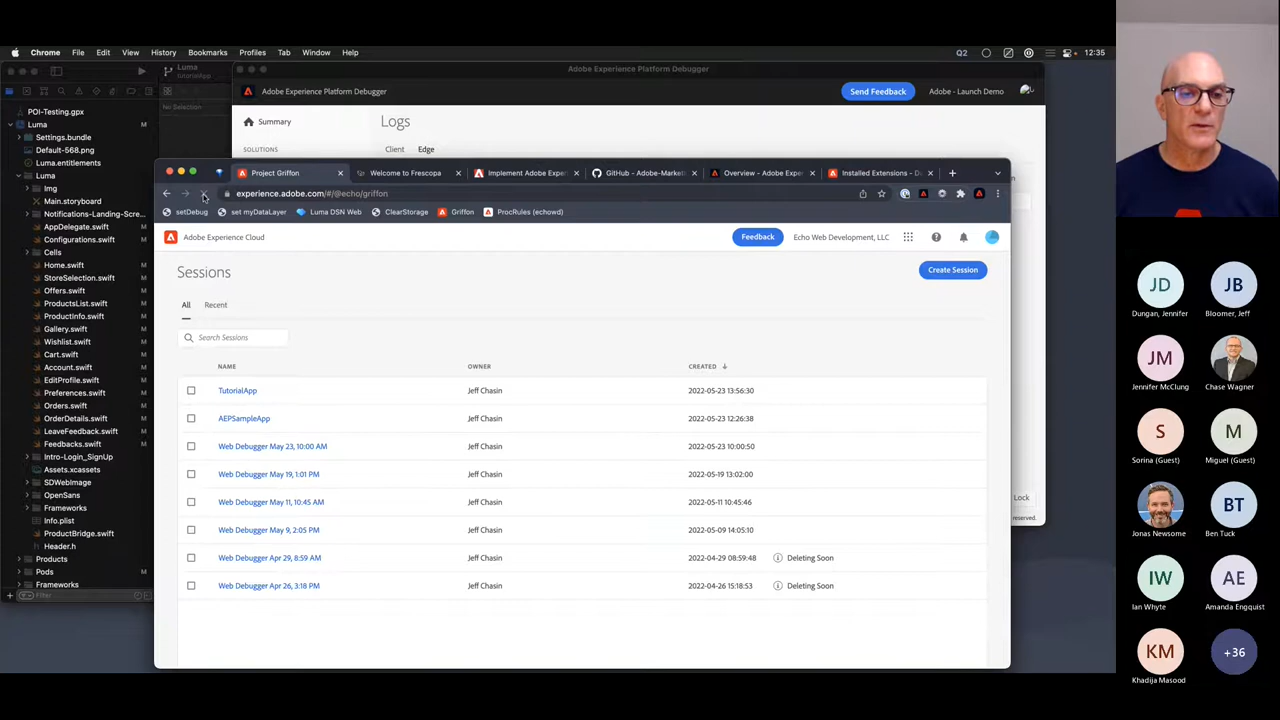 Chrome File Edit View History Bookmarks Profiles Tab Window Help Q2 12:35
Luma
tutorialApp
Adobe Experience Platform Debugger
No Selection
Adobe Experience Platform Debugger
Send Feedback
Adobe - Launch Demo
Summary
Logs
SOLUTIONS
Client Edge
POI-Testing.gpx
Luma M
Settings.bundle
Default-568.png
Luma.entitlements
Luma M
Img
Main.storyboard
Notifications-Landing-Scre...
AppDelegate.swift M
Configurations.swift M
Cells
Home.swift M
StoreSelection.swift M
Offers.swift M
ProductsList.swift M
ProductInfo.swift M
Gallery.swift M
Wishlist.swift M
Cart.swift M
Account.swift M
EditProfile.swift M
Preferences.swift M
Orders.swift M
OrderDetails.swift M
LeaveFeedback.swift M
Feedbacks.swift M
Intro-Login_SignUp
Assets.xcassets
SDWebImage
OpenSans
Frameworks
Info.plist
ProductBridge.swift M
Header.h
Products
Pods
Frameworks
Filter
Project Griffon
Welcome to Frescopa
Implement Adobe Exper
GitHub - Adobe-Market
Overview - Adobe Exper
Installed Extensions - Da
experience.adobe.com/#/@echo/griffon
setDebug set myDataLayer Luma DSN Web ClearStorage Griffon ProcRules (echowd)
Adobe Experience Cloud
Feedback
Echo Web Development, LLC
Sessions
Create Session
All Recent
Search Sessions
NAME OWNER CREATED
TutorialApp Jeff Chasin 2022-05-23 13:56:30
AEPSampleApp Jeff Chasin 2022-05-23 12:26:38
Web Debugger May 23, 10:00 AM Jeff Chasin 2022-05-23 10:00:50
Web Debugger May 19, 1:01 PM Jeff Chasin 2022-05-19 13:02:00
Web Debugger May 11, 10:45 AM Jeff Chasin 2022-05-11 10:45:46
Web Debugger May 9, 2:05 PM Jeff Chasin 2022-05-09 14:05:10
Web Debugger Apr 29, 8:59 AM Jeff Chasin 2022-04-29 08:59:48 Deleting Soon
Web Debugger Apr 26, 3:18 PM Jeff Chasin 2022-04-26 15:18:53 Deleting Soon
Lock
reserved.
JD JB
Dungan, Jennifer Bloomer, Jeff
JM
Jennifer McClung Chase Wagner
S M
Sorina (Guest) Miguel (Guest)
BT
Jonas Newsome Ben Tuck
IW AE
Ian Whyte Amanda Engquist
KM +36
Khadija Masood